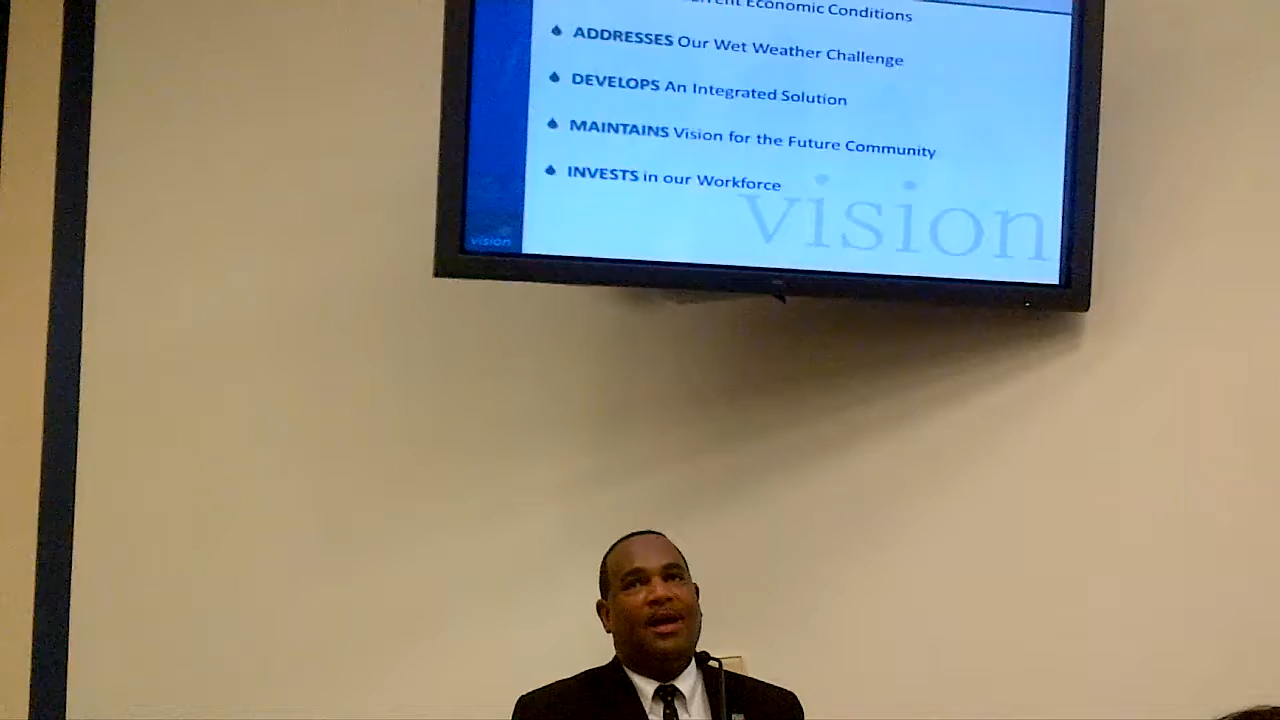 Economic Conditions
ADDRESSES Our Wet Weather Challenge
DEVELOPS An Integrated Solution
MAINTAINS Vision for the Future Community
INVESTS in our Workforce
vision
vision